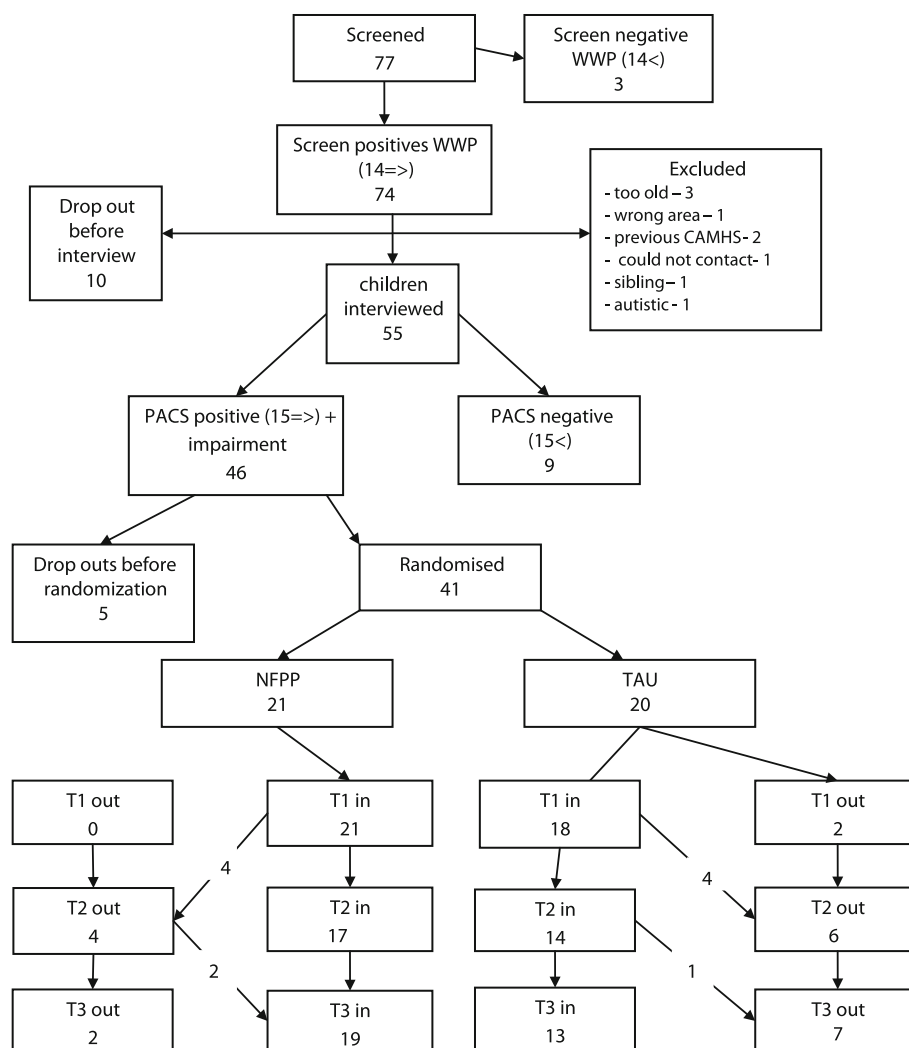 Screened
77
Screen negative
WWP (14<)
3
Screen positives WWP
(14=>)
74
Drop out
before
interview
10
Excluded
- too old – 3
- wrong area – 1
- previous CAMHS- 2
- could not contact- 1
- sibling – 1
- autistic - 1
children
interviewed
55
PACS positive (15=>) +
impairment
46
PACS negative
(15<)
9
Drop outs before
randomization
5
Randomised
41
NFPP
21
TAU
20
T1 out
0
T1 in
21
T1 in
18
T1 out
2
4
4
T2 out
4
T2 in
17
T2 in
14
T2 out
6
2
1
T3 out
2
T3 in
19
T3 in
13
T3 out
7